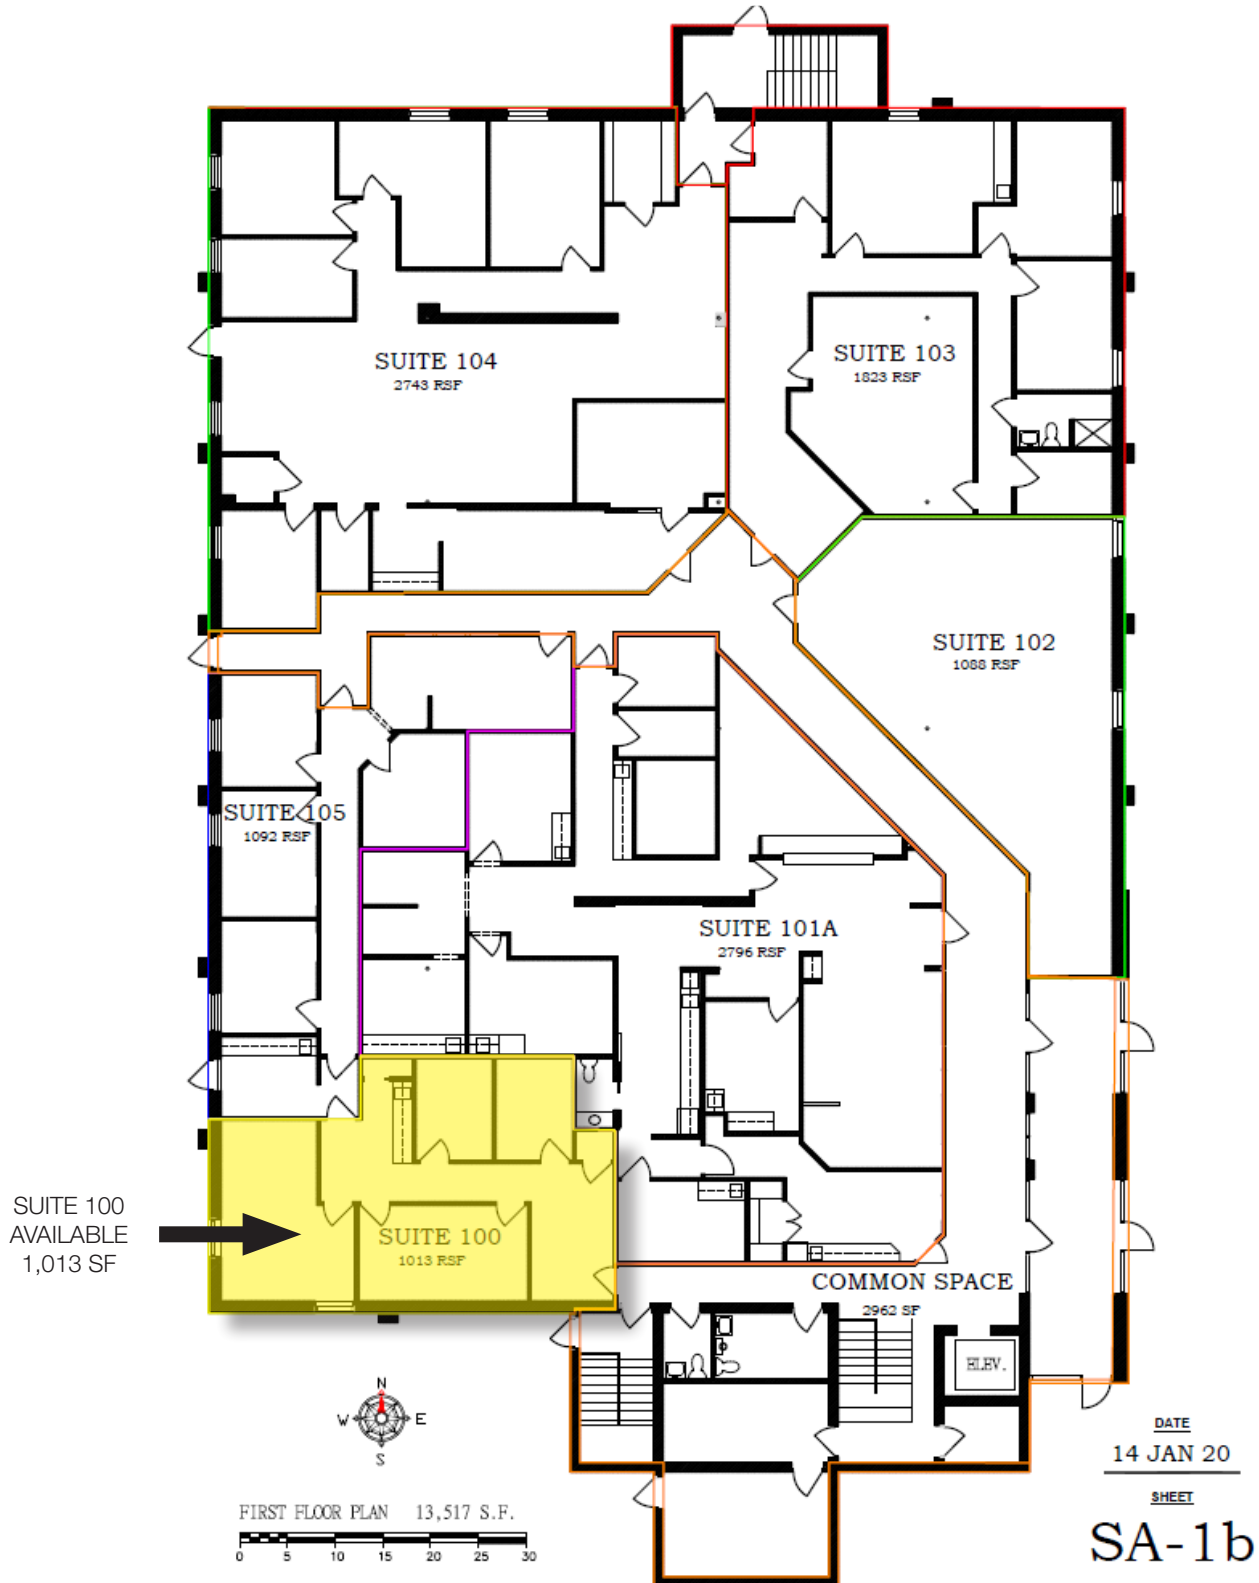 SUITE 104
2743 RSF
SUITE 103
1823 RSF
SUITE 102
1088 RSF
SUITE 105
1092 RSF
SUITE 101A
2796 RSF
SUITE 100
AVAILABLE
1,013 SF
SUITE 100
1013 RSF
COMMON SPACE
2962 SF
ELEV.
N
W E
S
DATE
14 JAN 20
SHEET
SA-1b
FIRST FLOOR PLAN 13,517 S.F.
0 5 10 15 20 25 30